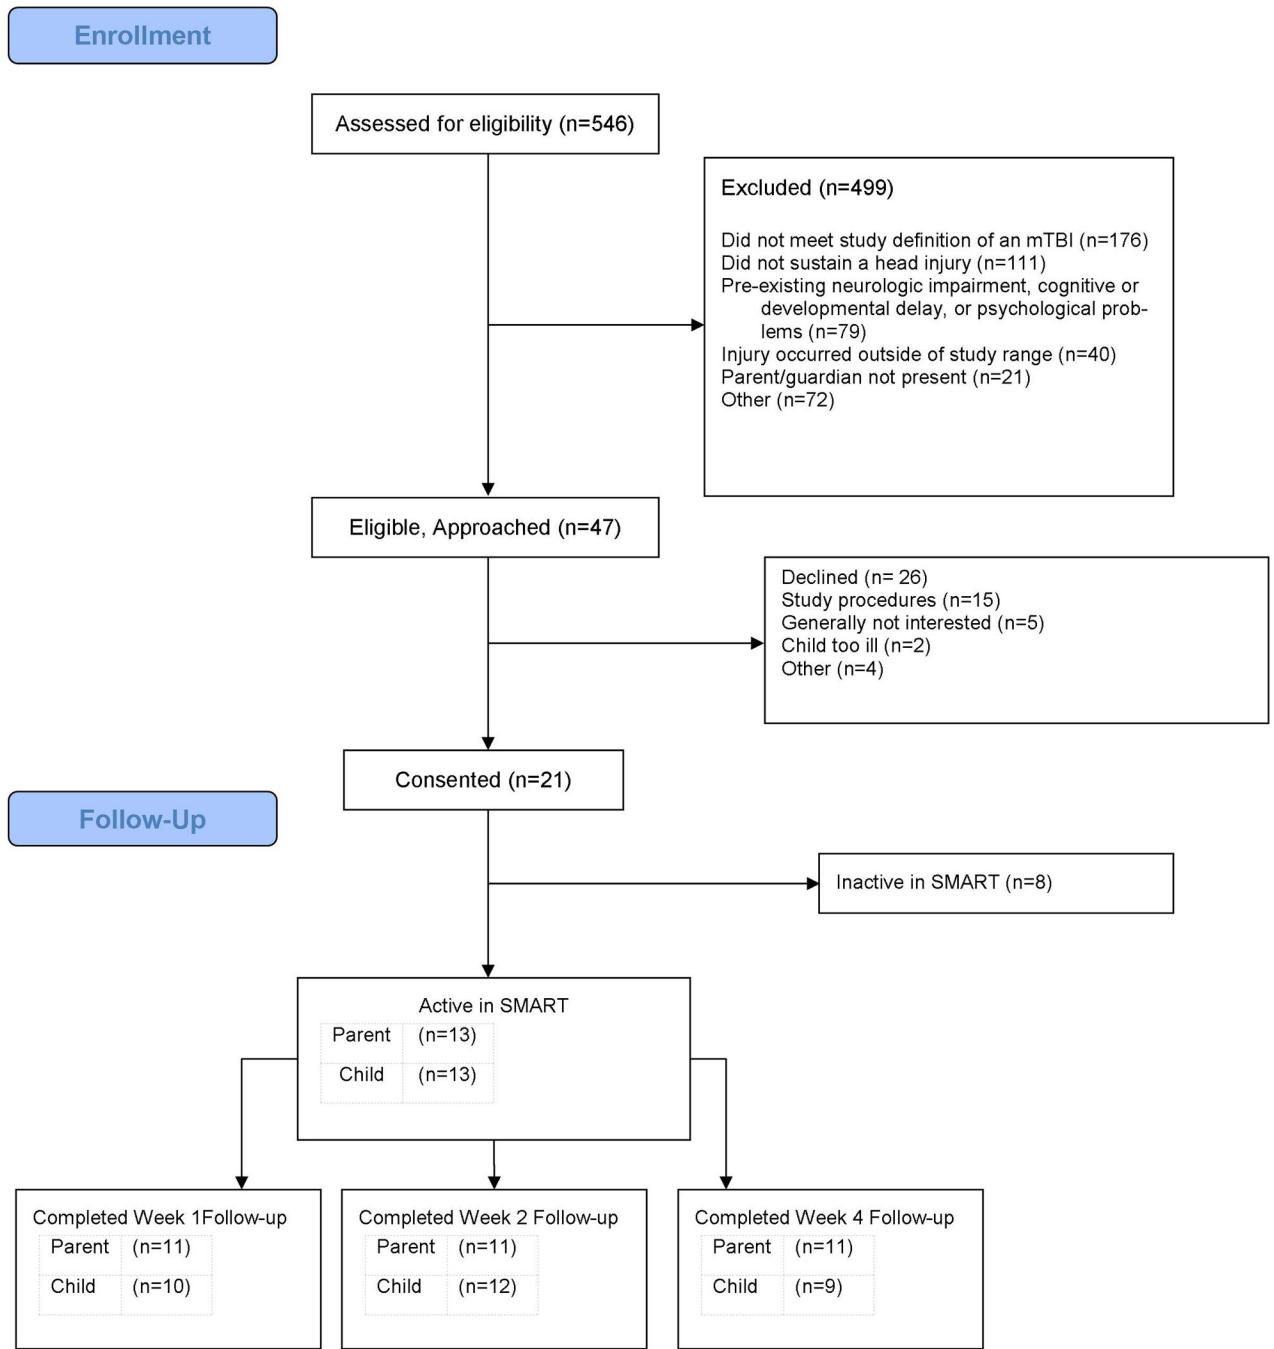 Enrollment
Assessed for eligibility (n=546)
Excluded (n=499)
Did not meet study definition of an mTBI (n=176)
Did not sustain a head injury (n=111)
Pre-existing neurologic impairment, cognitive or
developmental delay, or psychological prob-
lems (n=79)
Injury occurred outside of study range (n=40)
Parent/guardian not present (n=21)
Other (n=72)
Eligible, Approached (n=47)
Declined (n= 26)
Study procedures (n=15)
Generally not interested (n=5)
Child too ill (n=2)
Other (n=4)
Consented (n=21)
Follow-Up
Inactive in SMART (n=8)
Active in SMART
Parent (n=13)
Child (n=13)
Completed Week 1Follow-up
Parent (n=11)
Child (n=10)
Completed Week 2 Follow-up
Parent (n=11)
Child (n=12)
Completed Week 4 Follow-up
Parent (n=11)
Child (n=9)